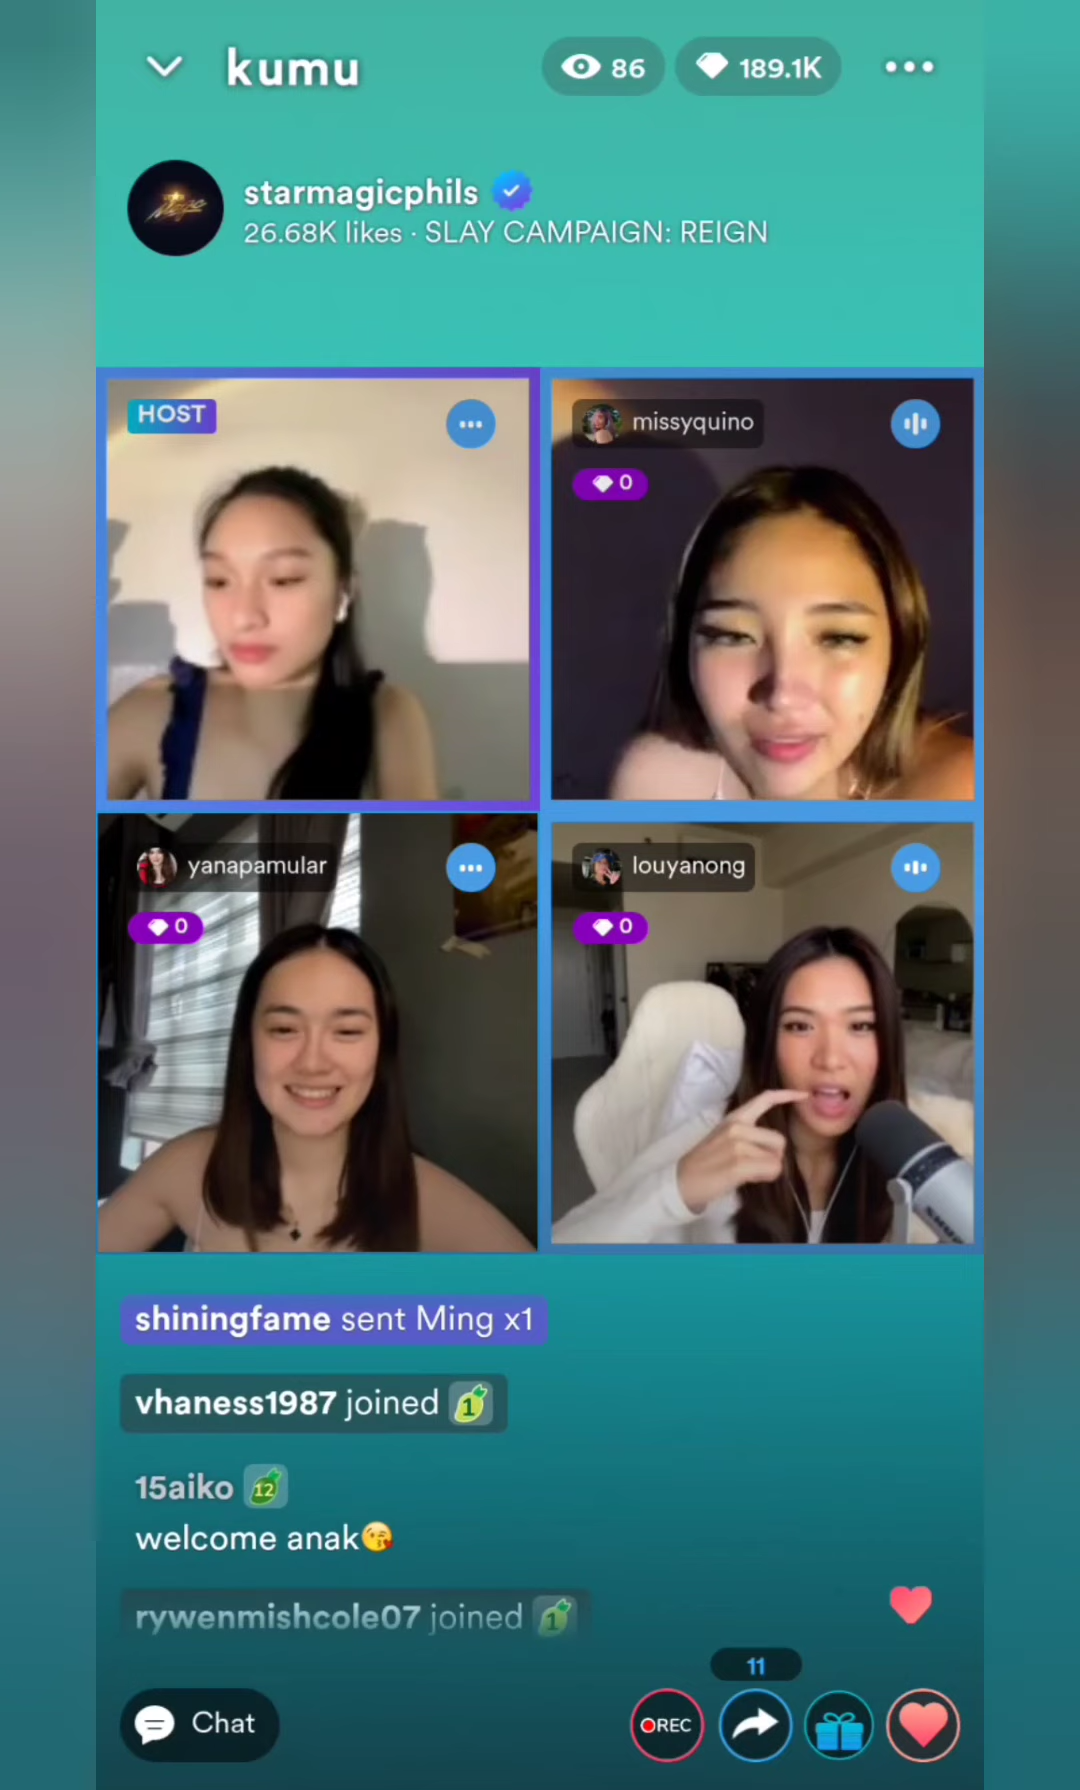 kumu
86
189.1K
starmagicphils
26.68K likes · SLAY CAMPAIGN: REIGN
HOST
missyquino
0
yanapamular
0
louyanong
0
shiningfame sent Ming x1
vhaness1987 joined 1
15aiko 12
welcome anak😘
rywenmishcole07 joined 1
11
Chat
REC